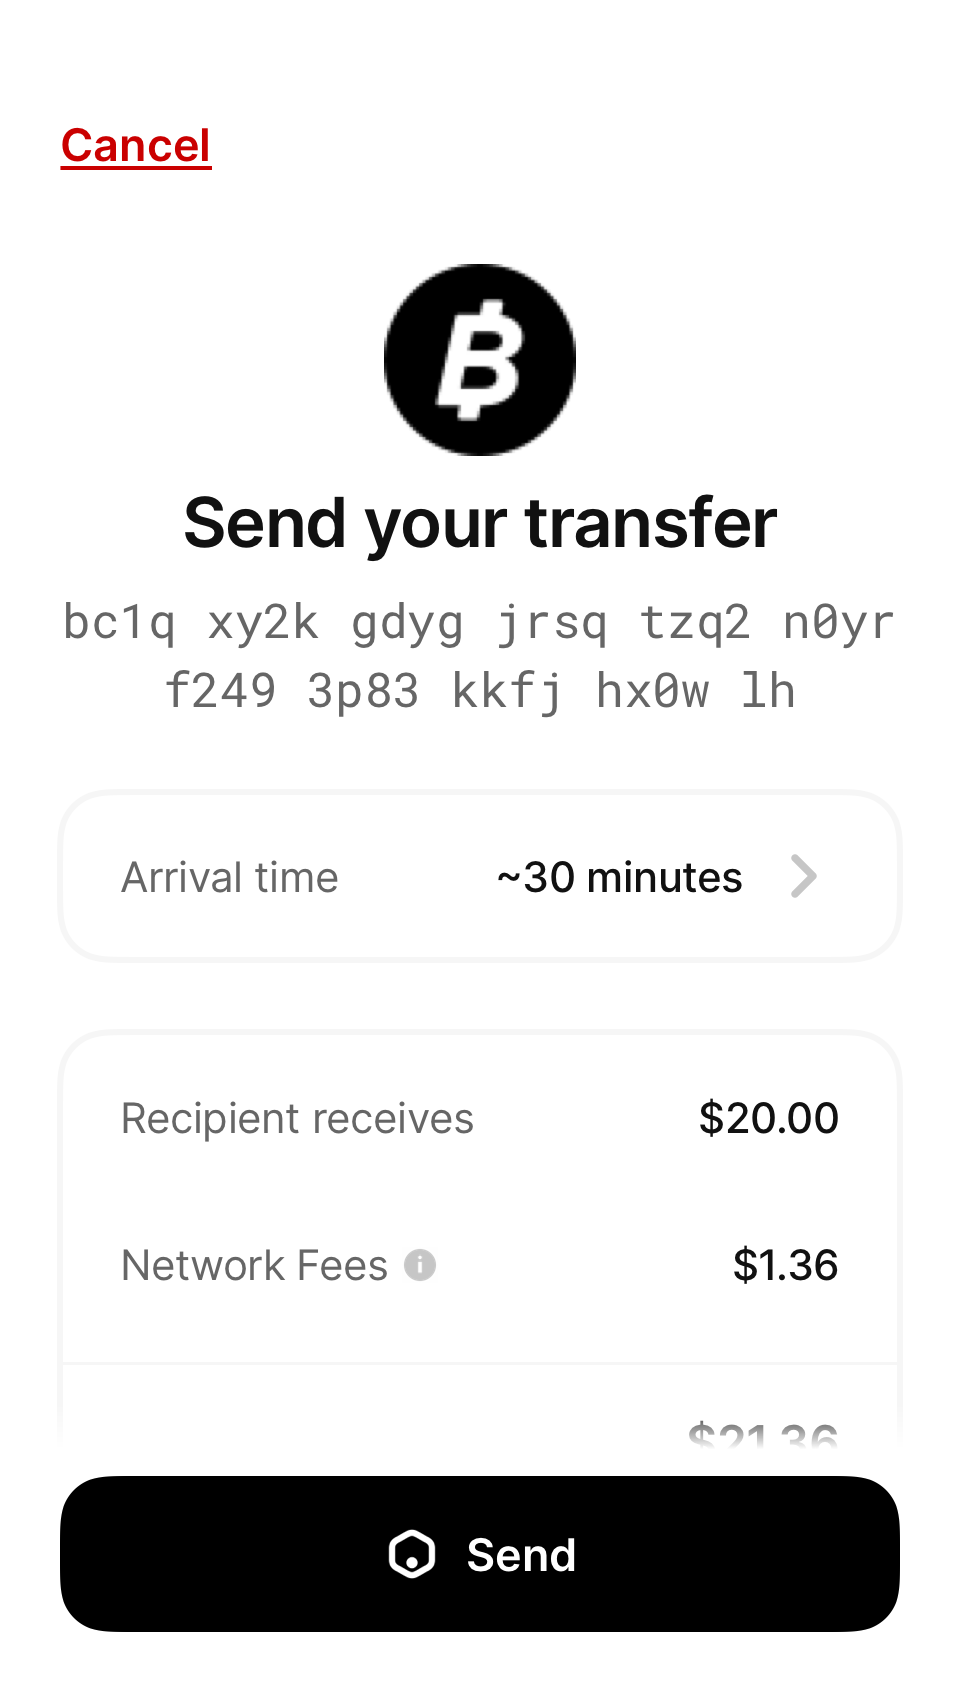 Cancel
Send your transfer
bc1q xy2k gdyg jrsq tzq2 n0yr
f249 3p83 kkfj hx0w lh
Arrival time ~30 minutes
Recipient receives $20.00
Network Fees $1.36
$21.36
Send